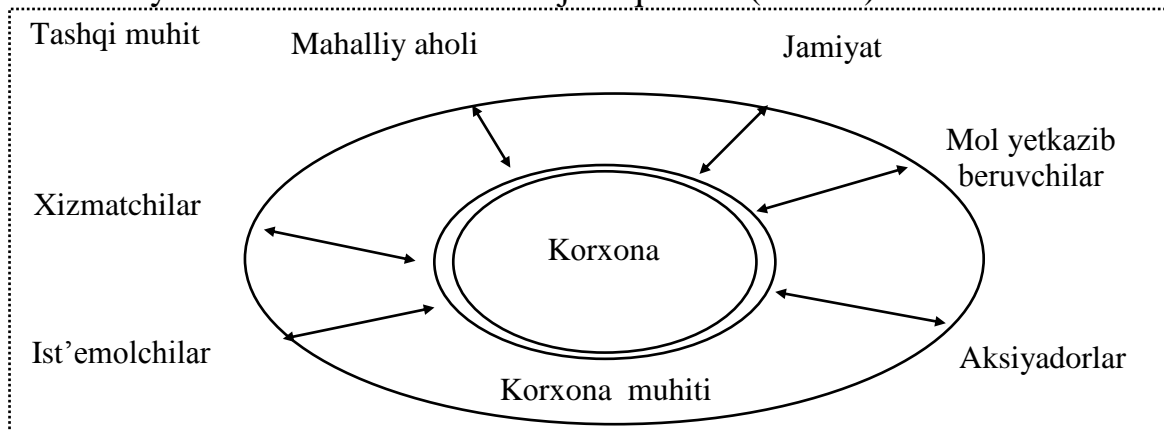 Tashqi muhit
Mahalliy aholi
Jamiyat
Mol yetkazib
beruvchilar
Xizmatchilar
Korxona
Ist’emolchilar
Aksiyadorlar
Korxona muhiti